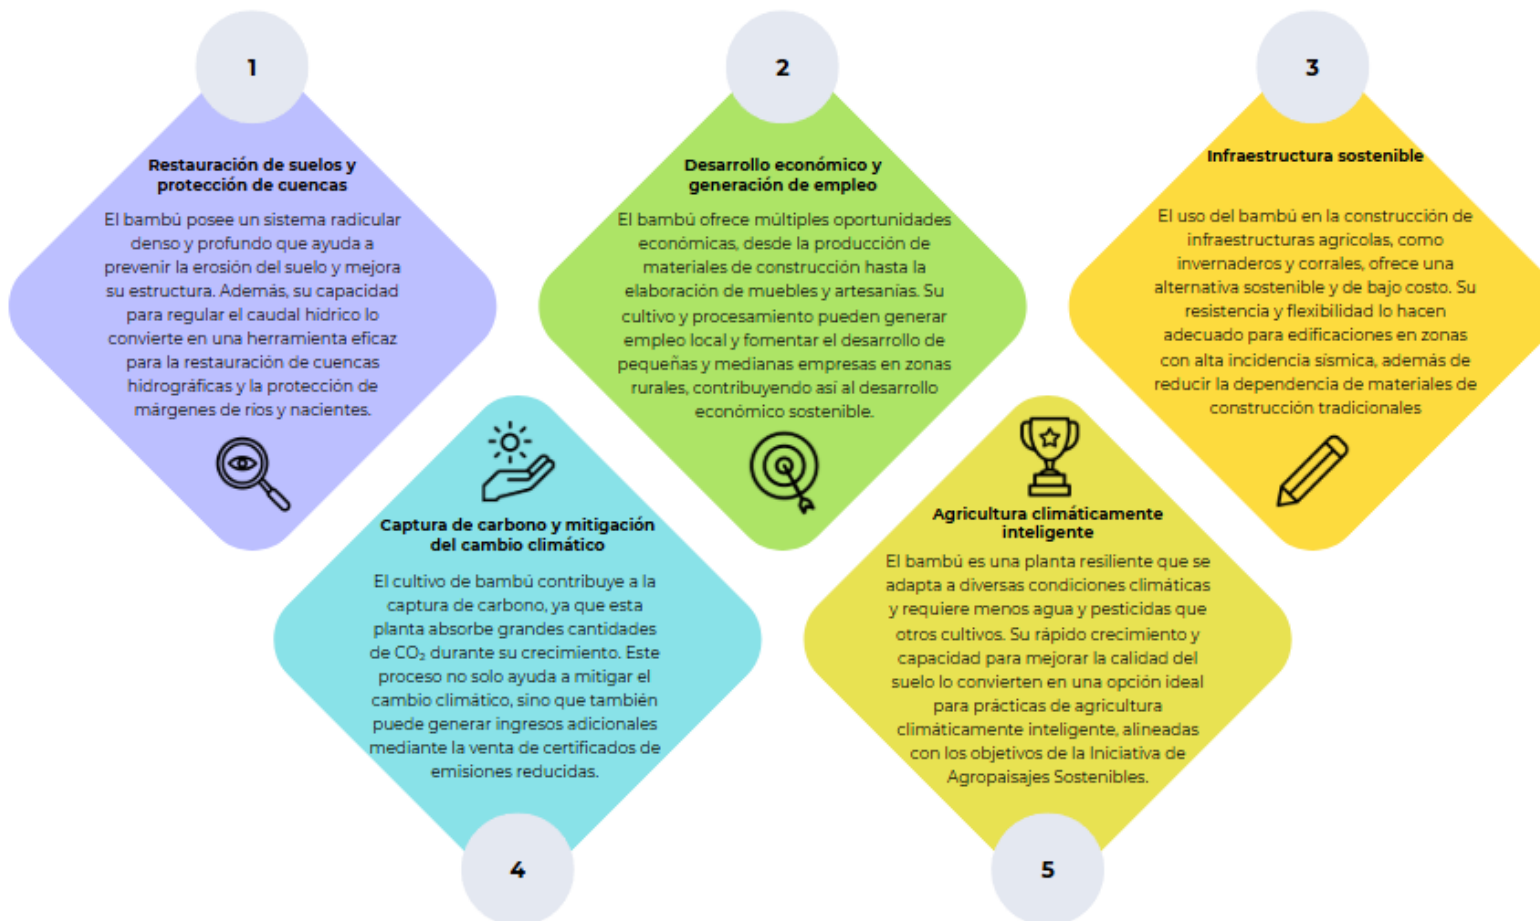 1
Restauración de suelos y
protección de cuencas
El bambú posee un sistema radicular
denso y profundo que ayuda a
prevenir la erosión del suelo y mejora
su estructura. Además, su capacidad
para regular el caudal hídrico lo
convierte en una herramienta eficaz
para la restauración de cuencas
hidrográficas y la protección de
márgenes de ríos y nacientes.
2
Desarrollo económico y
generación de empleo
El bambú ofrece múltiples oportunidades
económicas, desde la producción de
materiales de construcción hasta la
elaboración de muebles y artesanías. Su
cultivo y procesamiento pueden generar
empleo local y fomentar el desarrollo de
pequeñas y medianas empresas en zonas
rurales, contribuyendo así al desarrollo
económico sostenible.
3
Infraestructura sostenible
El uso del bambú en la construcción de
infraestructuras agrícolas, como
invernaderos y corrales, ofrece una
alternativa sostenible y de bajo costo. Su
resistencia y flexibilidad lo hacen
adecuado para edificaciones en zonas
con alta incidencia sísmica, además de
reducir la dependencia de materiales de
construcción tradicionales
Captura de carbono y mitigación
del cambio climático
El cultivo de bambú contribuye a la
captura de carbono, ya que esta
planta absorbe grandes cantidades
de CO₂ durante su crecimiento. Este
proceso no solo ayuda a mitigar el
cambio climático, sino que también
puede generar ingresos adicionales
mediante la venta de certificados de
emisiones reducidas.
4
Agricultura climáticamente
inteligente
El bambú es una planta resiliente que se
adapta a diversas condiciones climáticas
y requiere menos agua y pesticidas que
otros cultivos. Su rápido crecimiento y
capacidad para mejorar la calidad del
suelo lo convierten en una opción ideal
para prácticas de agricultura
climáticamente inteligente, alineadas
con los objetivos de la Iniciativa de
Agropaisajes Sostenibles.
5